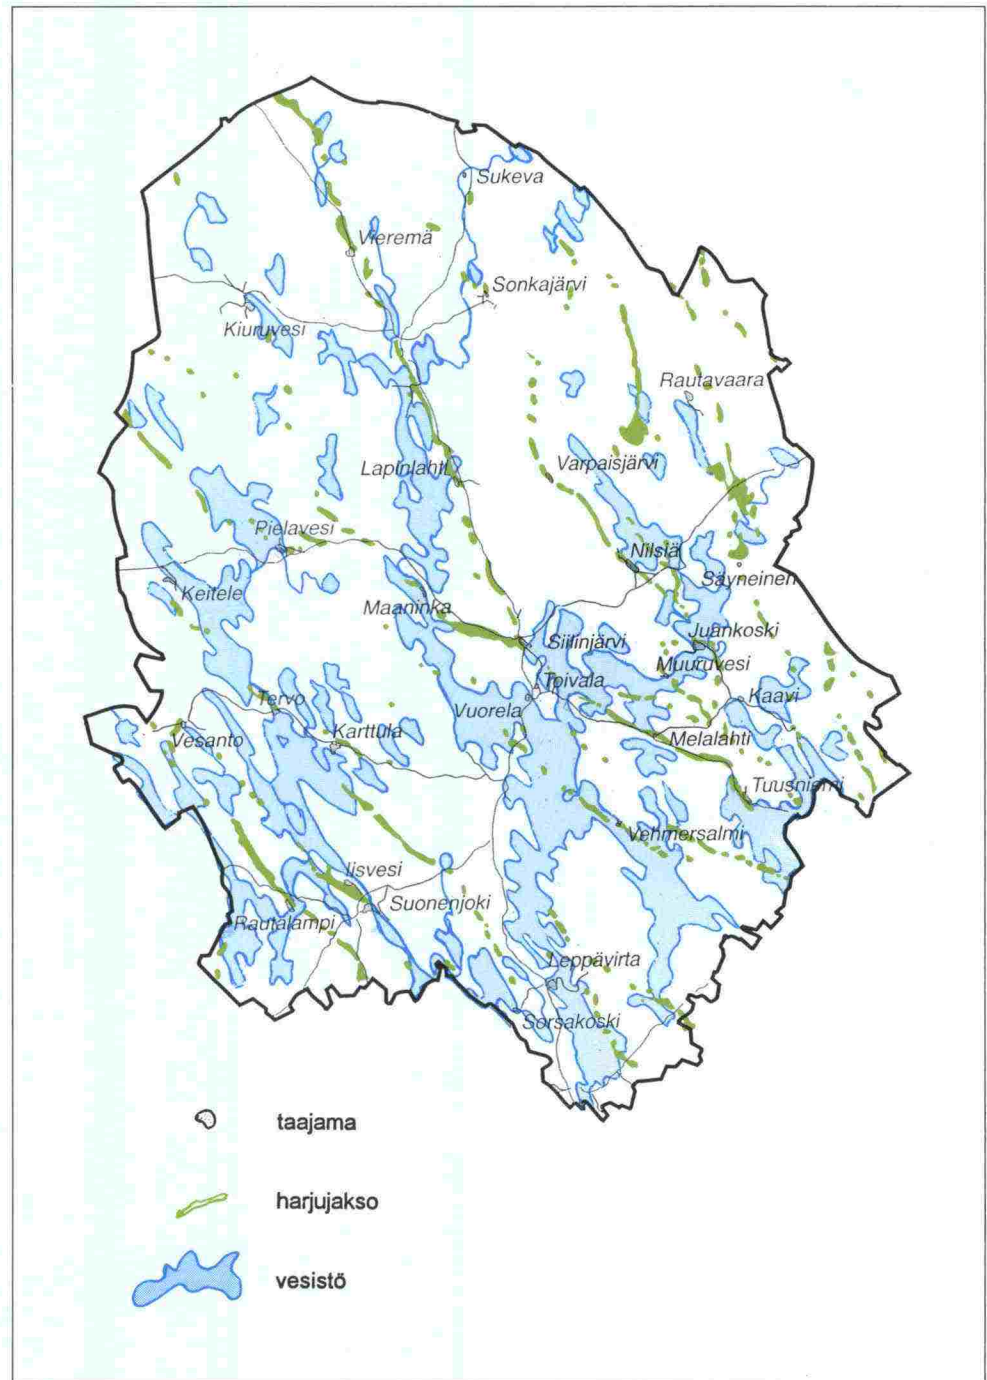 Sukeva
Vieremä
Sonkajärvi
Kiuruvesi
Rautavaara
Lapinlahti
Varpaisjärvi
Pielavesi
Nilsiä
Säyneinen
Keitele
Maaninka
Juankoski
Siilinjärvi
Muuruvesi
Toivala
Tervo
Kaavi
Vuorela
Karttula
Vesanto
Melalahti
Tuusniemi
Vehmersalmi
Iisvesi
Suonenjoki
Rautalampi
Leppävirta
Sorsakoski
taajama
harjujakso
vesistö